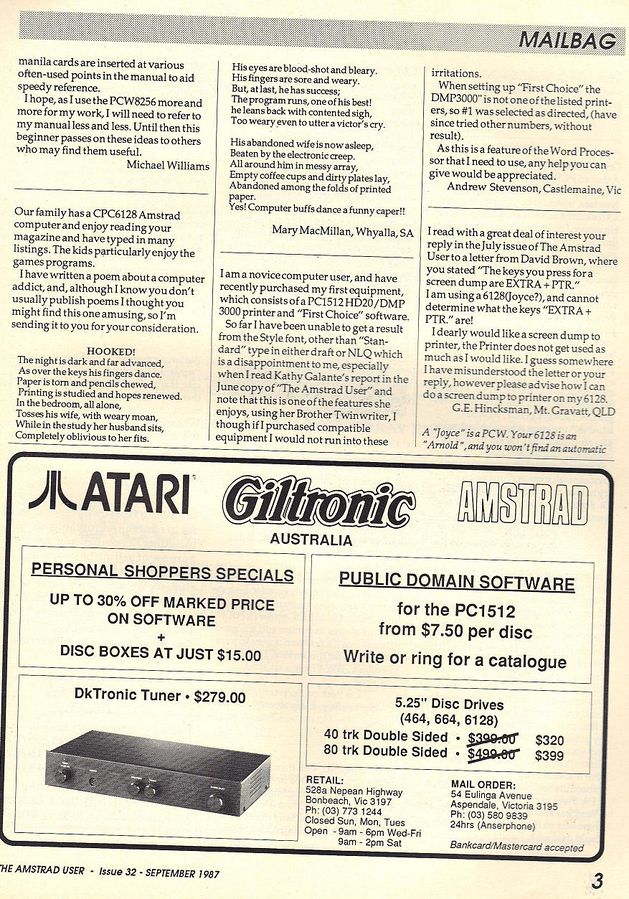 MAILBAG
manila cards are inserted at various
often-used points in the manual to aid
speedy reference.
I hope, as I use the PCW8256 more and
more for my work, I will need to refer to
my manual less and less. Until then this
beginner passes on these ideas to others
who may find them useful.
Michael Williams
Our family has a CPC6128 Amstrad
computer and enjoy reading your
magazine and have typed in many
listings. The kids particularly enjoy the
games programs.
I have written a poem about a computer
addict, and, although I know you don't
usually publish poems I thought you
might find this one amusing, so I'm
sending it to you for your consideration.
HOOKED!
The night is dark and far advanced,
As over the keys his fingers dance.
Paper is torn and pencils chewed,
Printing is studied and hopes renewed.
In the bedroom, all alone,
Tosses his wife, with weary moan,
While in the study her husband sits,
Completely oblivious to her fits.
His eyes are blood-shot and bleary.
His fingers are sore and weary.
But, at last, he has success;
The program runs, one of his best!
he leans back with contented sigh,
Too weary even to utter a victor's cry.
His abandoned wife is now asleep,
Beaten by the electronic creep.
All around him in messy array,
Empty coffee cups and dirty plates lay,
Abandoned among the folds of printed
paper.
Yes! Computer buffs dance a funny caper!!
Mary MacMillan, Whyalla, SA
I am a novice computer user, and have
recently purchased my first equipment,
which consists of a PC1512 HD20/DMP
3000 printer and "First Choice" software.
So far I have been unable to get a result
from the Style font, other than "Stan-
dard" type in either draft or NLQ which
is a disappointment to me, especially
when I read Kathy Galante's report in the
June copy of "The Amstrad User" and
note that this is one of the features she
enjoys, using her Brother Twinwriter, I
though if I purchased compatible
equipment I would not run into these
irritations.
When setting up "First Choice" the
DMP3000" is not one of the listed print-
ers, so #1 was selected as directed, (have
since tried other numbers, without
result).
As this is a feature of the Word Proces-
sor that I need to use, any help you can
give would be appreciated.
Andrew Stevenson, Castlemaine, Vic
I read with a great deal of interest your
reply in the July issue of The Amstrad
User to a letter from David Brown, where
you stated "The keys you press for a
screen dump are EXTRA + PTR."
I am using a 6128(Joyce?), and cannot
determine what the keys "EXTRA +
PTR." are!
I dearly would like a screen dump to
printer, the Printer does not get used as
much as I would like. I guess somewhere
I have misunderstood the letter or your
reply, however please advise how I can
do a screen dump to printer on my 6128.
G.E. Hincksman, Mt. Gravatt, QLD
A "Joyce" is a PCW. Your 6128 is an
"Arnold", and you won't find an automatic
ATARI
Giltronic
AMSTRAD
AUSTRALIA
PERSONAL SHOPPERS SPECIALS
UP TO 30% OFF MARKED PRICE
ON SOFTWARE
+
DISC BOXES AT JUST $15.00
PUBLIC DOMAIN SOFTWARE
for the PC1512
from $7.50 per disc
Write or ring for a catalogue
DkTronic Tuner • $279.00
5.25" Disc Drives
(464, 664, 6128)
40 trk Double Sided • $399.00 $320
80 trk Double Sided • $499.00 $399
RETAIL:
528a Nepean Highway
Bonbeach, Vic 3197
Ph: (03) 773 1244
Closed Sun, Mon, Tues
Open - 9am - 6pm Wed-Fri
9am - 2pm Sat
MAIL ORDER:
54 Eulinga Avenue
Aspendale, Victoria 3195
Ph: (03) 580 9839
24hrs (Anserphone)
Bankcard/Mastercard accepted
THE AMSTRAD USER - Issue 32 - SEPTEMBER 1987
3